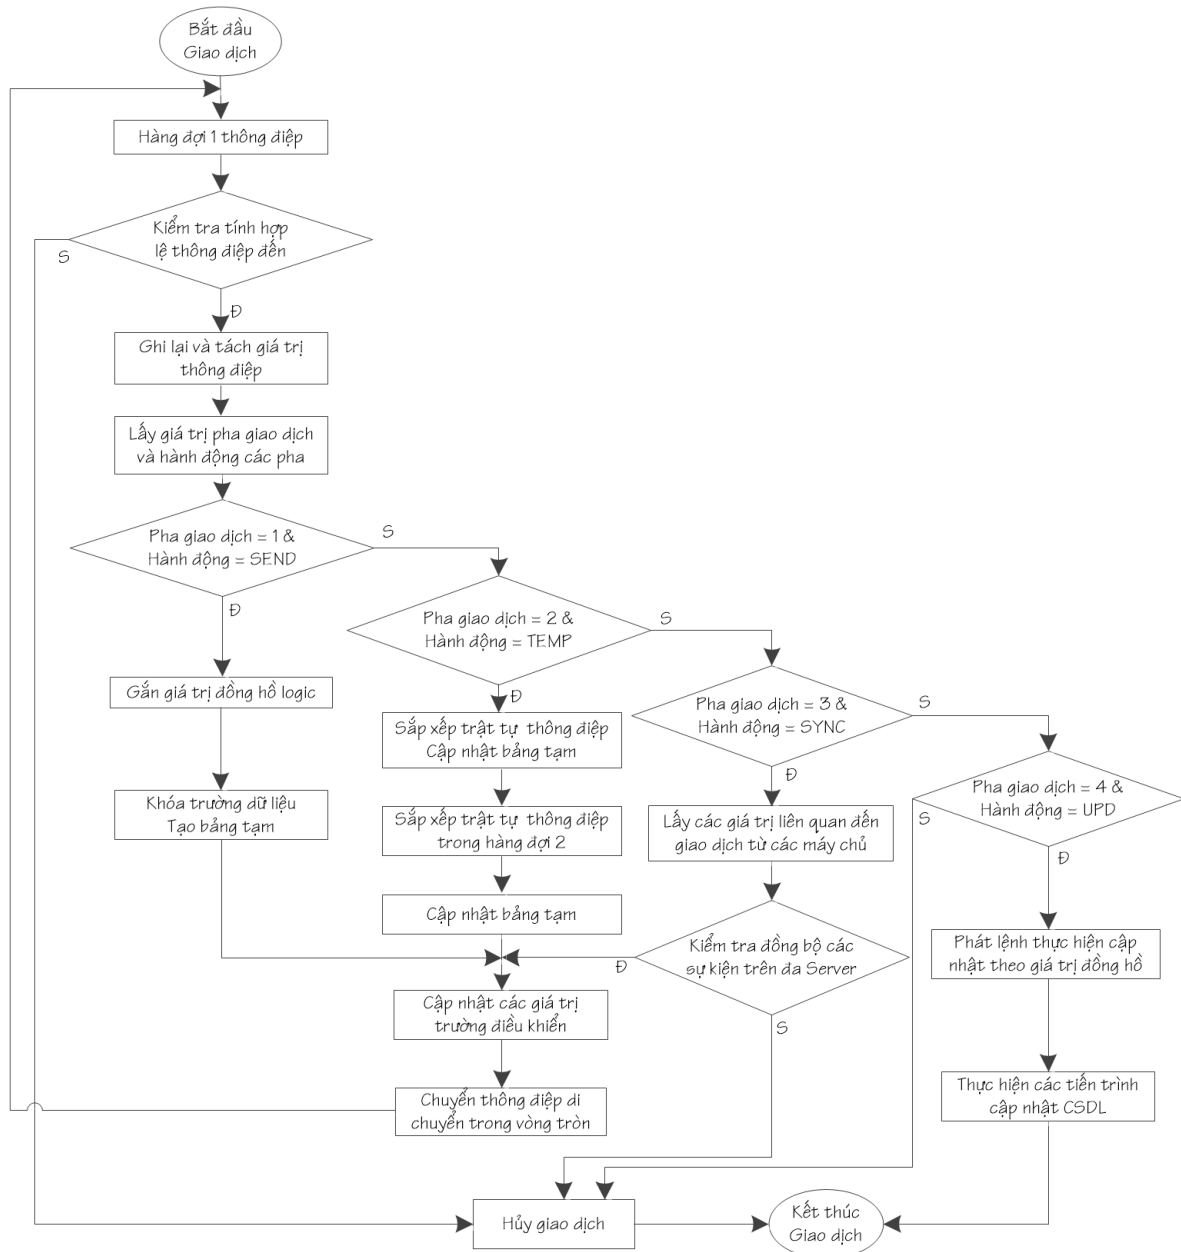 Bắt đầu
Giao dịch
Hàng đợi 1 thông điệp
Kiểm tra tính hợp
lệ thông điệp đến
S
Đ
Ghi lại và tách giá trị
thông điệp
Lấy giá trị pha giao dịch
và hành động các pha
Pha giao dịch = 1 &
Hành động = SEND
S
Đ
Pha giao dịch = 2 &
Hành động = TEMP
S
Đ
Pha giao dịch = 3 &
Hành động = SYNC
S
Đ
Pha giao dịch = 4 &
Hành động = UPD
S
Đ
Gắn giá trị đồng hồ logic
Khóa trường dữ liệu
Tạo bảng tạm
Sắp xếp trật tự thông điệp
Cập nhật bảng tạm
Sắp xếp trật tự thông điệp
trong hàng đợi 2
Cập nhật bảng tạm
Lấy các giá trị liên quan đến
giao dịch từ các máy chủ
Kiểm tra đồng bộ các
sự kiện trên đa Server
Đ
S
Phát lệnh thực hiện cập
nhật theo giá trị đồng hồ
Cập nhật các giá trị
trường điều khiển
Chuyển thông điệp di
chuyển trong vòng tròn
Thực hiện các tiến trình
cập nhật CSDL
Hủy giao dịch
Kết thúc
Giao dịch